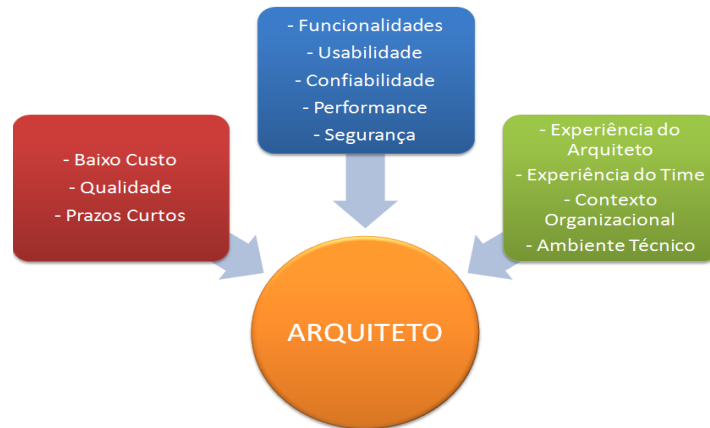 - Funcionalidades
- Usabilidade
- Confiabilidade
- Performance
- Segurança
- Baixo Custo
- Qualidade
- Prazos Curtos
- Experiência do
Arquiteto
- Experiência do Time
- Contexto
Organizacional
- Ambiente Técnico
ARQUITETO